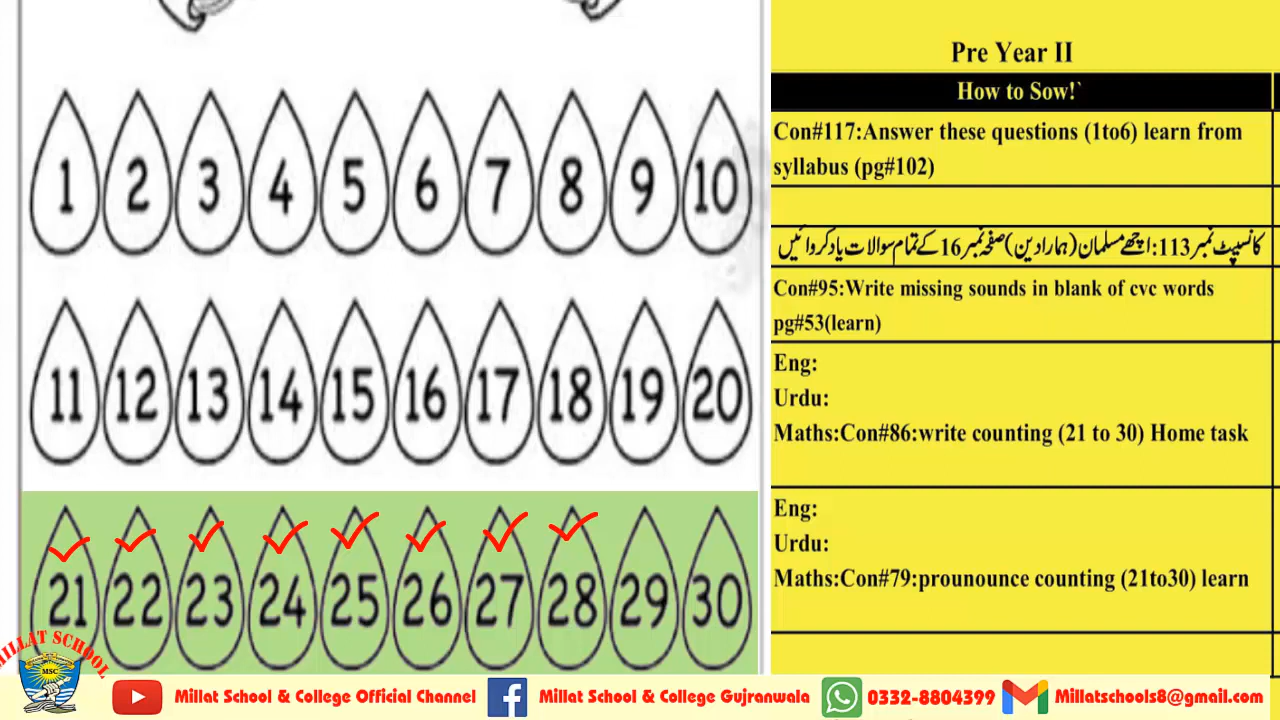 1 2 3 4 5 6 7 8 9 10
11 12 13 14 15 16 17 18 19 20
21 22 23 24 25 26 27 28 29 30
Pre Year II
How to Sow!`
Con#117:Answer these questions (1to6) learn from
syllabus (pg#102)
کانسیپٹ نمبر 113: اچھے مسلمان (ہمارا دین) صفحہ نمبر 16 کے تمام سوالات یاد کروائیں
Con#95:Write missing sounds in blank of cvc words
pg#53(learn)
Eng:
Urdu:
Maths:Con#86:write counting (21 to 30) Home task
Eng:
Urdu:
Maths:Con#79:prounounce counting (21to30) learn
MILLAT SCHOOL
MSC
Millat School & College Official Channel
Millat School & College Gujranwala
0332-8804399
Millatschools8@gmail.com